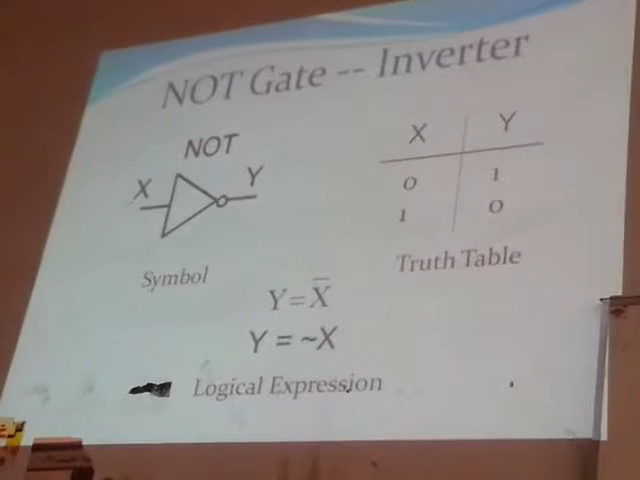 NOT Gate -- Inverter
NOT
X Y
Symbol
X Y
0 1
1 0
Truth Table
Y = X̅
Y = ~X
Logical Expression